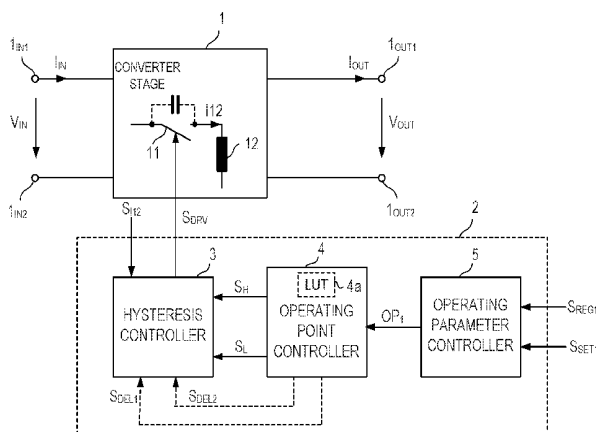 1
1IN1
IIN
IOUT
1OUT1
CONVERTER
STAGE
I12
VIN
11
12
VOUT
1IN2
1OUT2
SI12
SDRV
2
3
4
5
LUT
4a
SH
HYSTERESIS
CONTROLLER
OPERATING
POINT
CONTROLLER
OP1
OPERATING
PARAMETER
CONTROLLER
SREG1
SL
SSET1
SDEL1
SDEL2